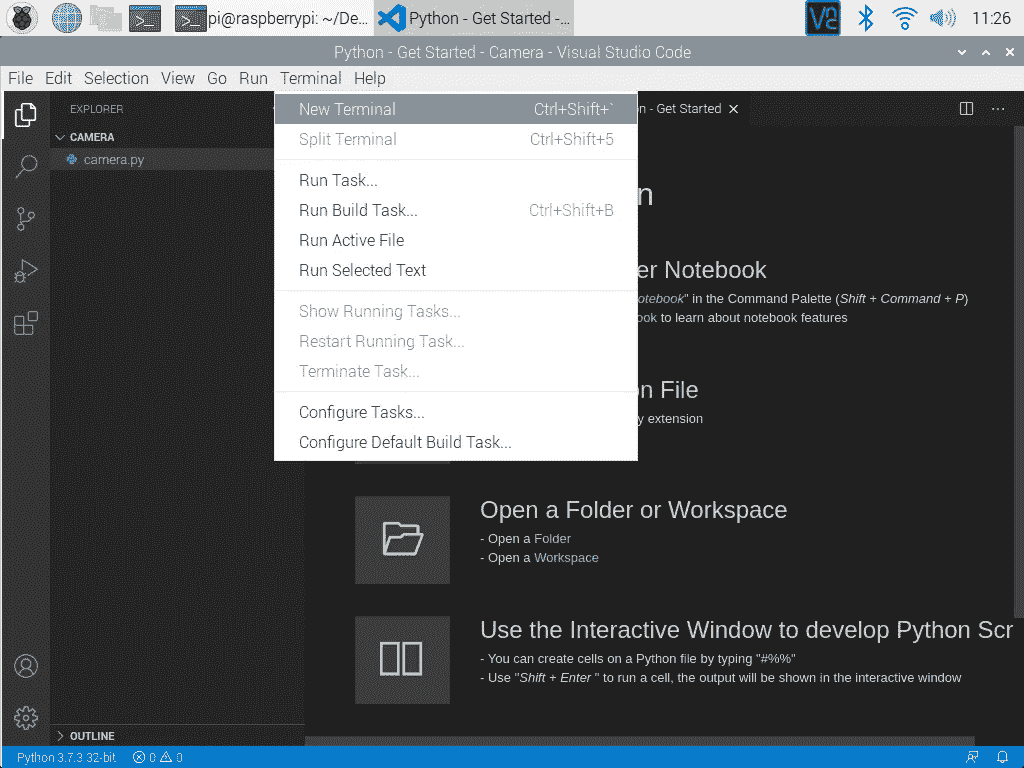 pi@raspberrypi: ~/De...
Python - Get Started -...
V2
11:26
Python - Get Started - Camera - Visual Studio Code
File Edit Selection View Go Run Terminal Help
EXPLORER
CAMERA
camera.py
OUTLINE
New Terminal Ctrl+Shift+`
Split Terminal Ctrl+Shift+5
Run Task...
Run Build Task... Ctrl+Shift+B
Run Active File
Run Selected Text
Show Running Tasks...
Restart Running Task...
Terminate Task...
Configure Tasks...
Configure Default Build Task...
n - Get Started
n
er Notebook
otebook" in the Command Palette (Shift + Command + P)
ook to learn about notebook features
on File
y extension
Open a Folder or Workspace
- Open a Folder
- Open a Workspace
Use the Interactive Window to develop Python Scr
- You can create cells on a Python file by typing "#%%"
- Use "Shift + Enter " to run a cell, the output will be shown in the interactive window
Python 3.7.3 32-bit 0 0